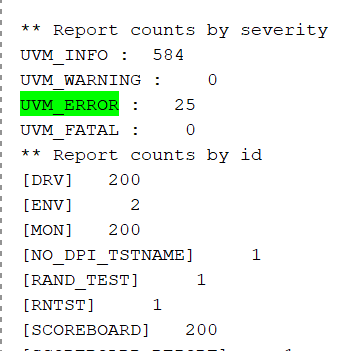 ** Report counts by severity
UVM_INFO :  584
UVM_WARNING :    0
UVM_ERROR :   25
UVM_FATAL :    0
** Report counts by id
[DRV]   200
[ENV]     2
[MON]   200
[NO_DPI_TSTNAME]     1
[RAND_TEST]     1
[RNTST]     1
[SCOREBOARD]   200